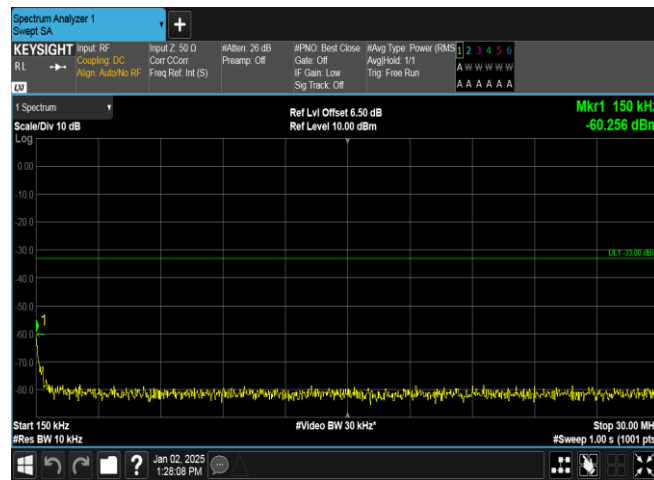 Spectrum Analyzer 1
Swept SA
+
KEYSIGHT Input: RF Input Z: 50 Ω #Atten: 26 dB #PNO: Best Close #Avg Type: Power (RMS 1 2 3 4 5 6
RL Coupling: DC Corr CCorr Preamp: Off Gate: Off Avg|Hold: 1/1 A W W W W W
Align: Auto/No RF Freq Ref: Int (S) IF Gain: Low Trig: Free Run
Sig Track: Off A A A A A A
LXI
1 Spectrum
Scale/Div 10 dB
Ref Lvl Offset 6.50 dB
Ref Level 10.00 dBm
Mkr1 150 kHz
-60.256 dBm
Log
0.00
-10.0
-20.0
-30.0
DL1 -33.00 dBm
-40.0
-50.0
1
-60.0
-70.0
-80.0
Start 150 kHz #Video BW 30 kHz* Stop 30.00 MH
#Res BW 10 kHz #Sweep 1.00 s (1001 pts
? Jan 02, 2025
1:28:08 PM